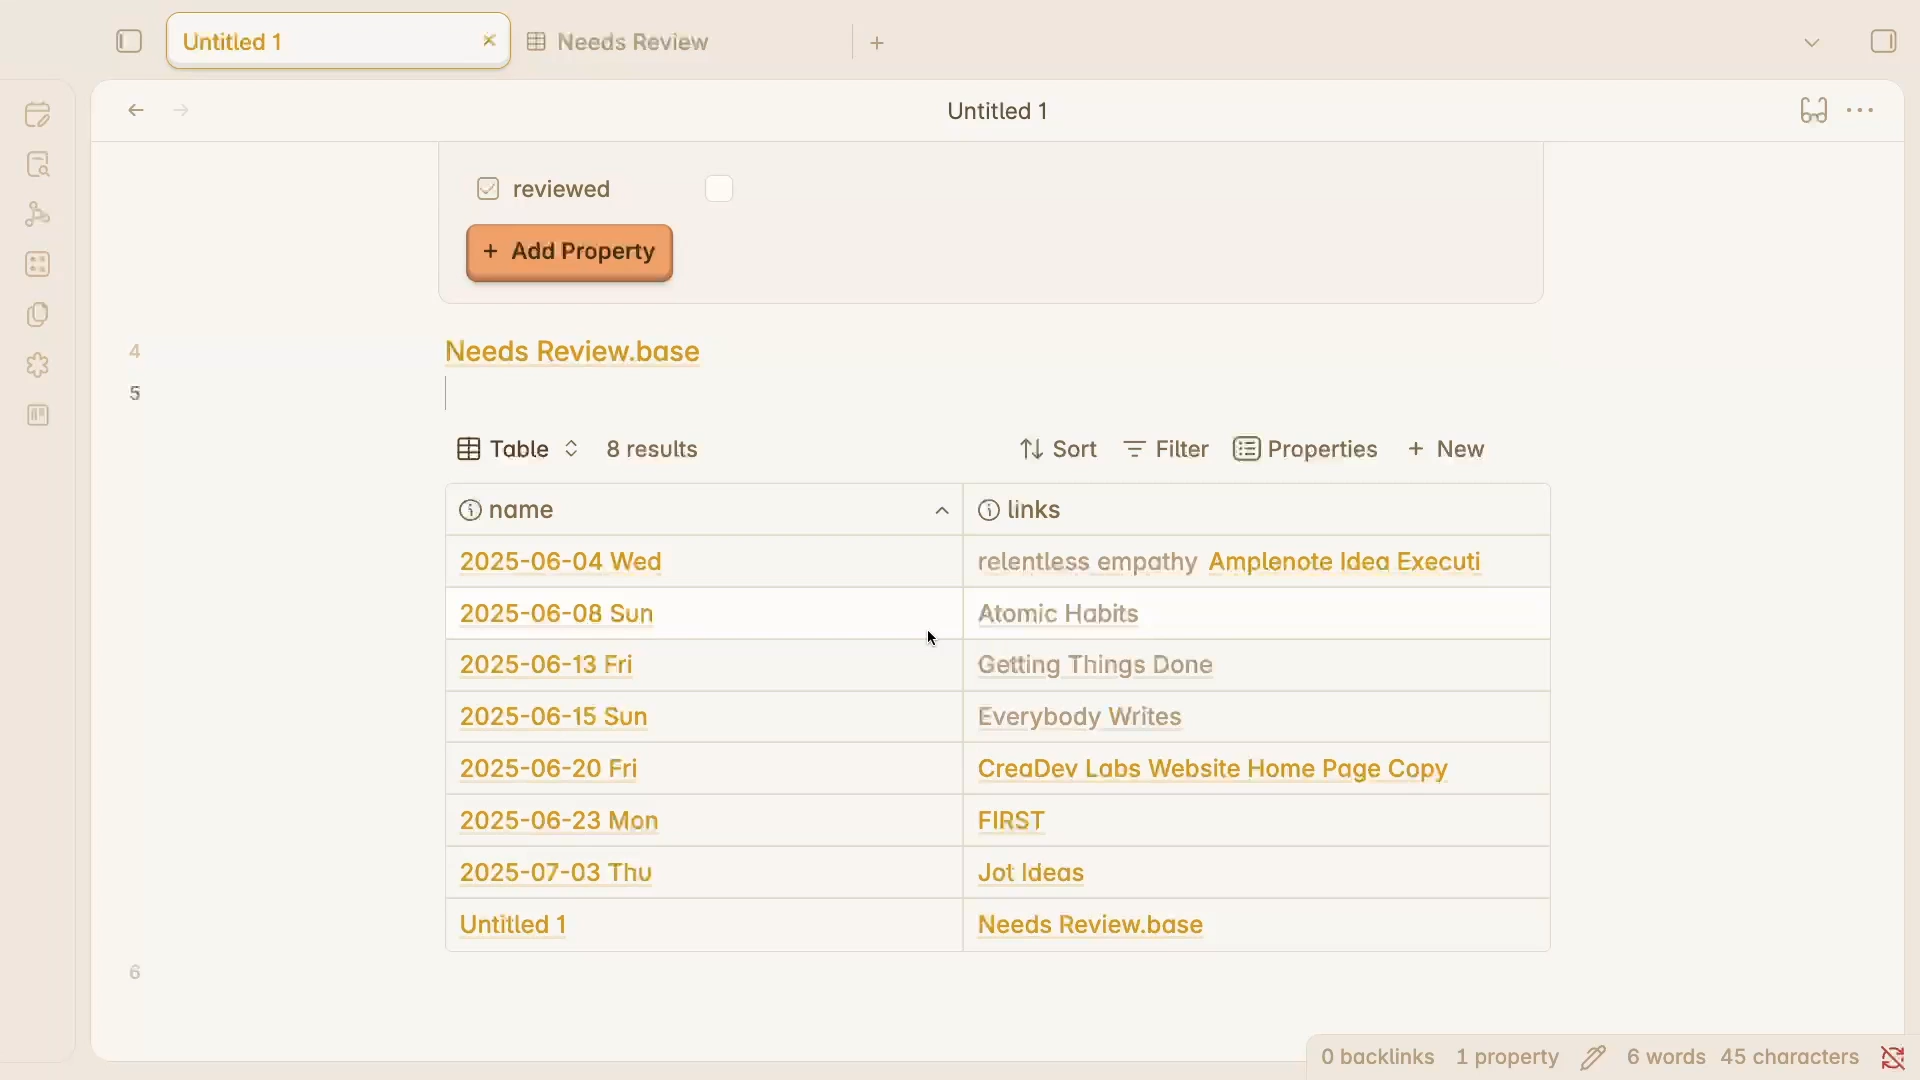 Untitled 1
Needs Review
Untitled 1
reviewed
+ Add Property
4
Needs Review.base
5
Table 8 results Sort Filter Properties + New
name links
2025-06-04 Wed relentless empathy Amplenote Idea Executi
2025-06-08 Sun Atomic Habits
2025-06-13 Fri Getting Things Done
2025-06-15 Sun Everybody Writes
2025-06-20 Fri CreaDev Labs Website Home Page Copy
2025-06-23 Mon FIRST
2025-07-03 Thu Jot Ideas
Untitled 1 Needs Review.base
6
0 backlinks 1 property 6 words 45 characters